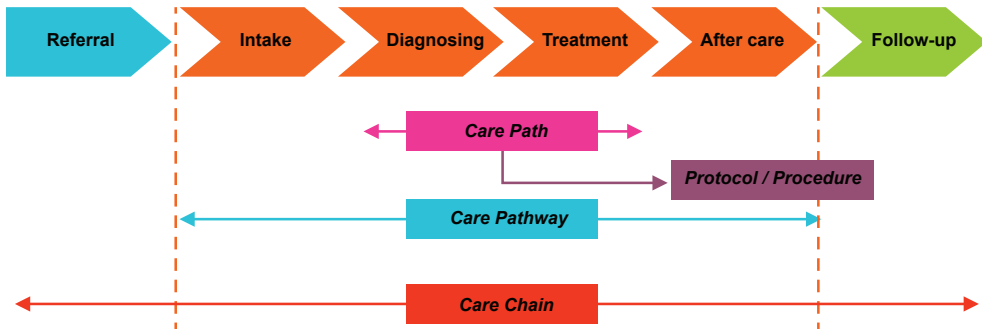 Referral
Intake
Diagnosing
Treatment
After care
Follow-up
Care Path
Protocol / Procedure
Care Pathway
Care Chain